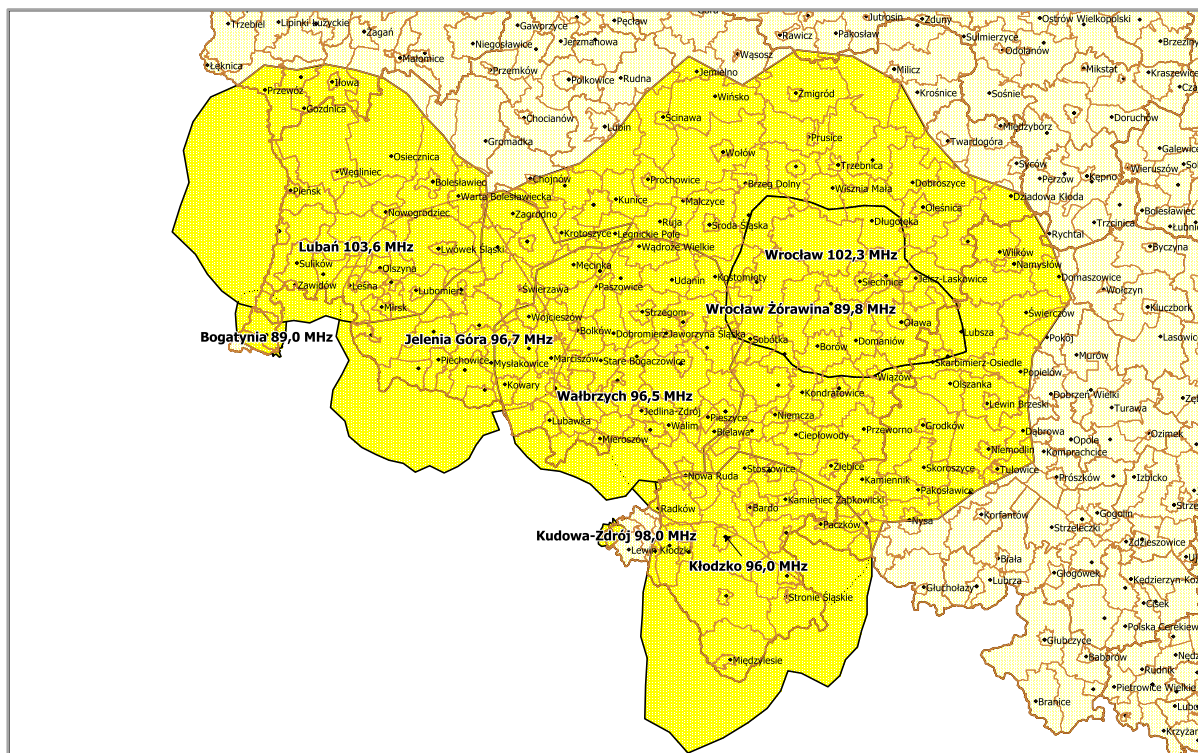 Trzebiel
Lipinki Łużyckie
Żagań
Gaworzyce
Pęcław
Jerzmanowa
Niegosławice
Małomice
Łęknica
Przemków
Polkowice
Rudna
Wąsosz
Rawicz
Pakosław
Jutrosin
Zduny
Sulmierzyce
Ostrów Wielkopolski
Odolanów
Brzeziny
Mikstat
Kraszewice
Milicz
Krośnice
Sośnie
Jemielno
Wińsko
Żmigród
Przewóz
Iłowa
Gozdnica
Chocianów
Lubin
Ścinawa
Gromadka
Prusice
Międzybórz
Doruchów
Twardogóra
Galewice
Osiecznica
Wołów
Trzebnica
Syców
Perzów
Kępno
Wieruszów
Węgliniec
Bolesławiec
Chojnów
Prochowice
Brzeg Dolny
Wisznia Mała
Dobroszyce
Dziadowa Kłoda
Pieńsk
Warta Bolesławiecka
Kunice
Malczyce
Oleśnica
Nowogrodziec
Zagrodno
Ruja
Środa Śląska
Długołęka
Trzcinica
Bolesławiec
Krotoszyce
Legnickie Pole
Rychtal
Byczyna
Lubań 103,6 MHz
Lwówek Śląski
Wądroże Wielkie
Wrocław 102,3 MHz
Wilków
Namysłów
Sulików
Olszyna
Męcinka
Udanin
Kostomłoty
Siechnice
Jelcz-Laskowice
Domaszowice
Wołczyn
Zawidów
Leśna
Lubomierz
Świerzawa
Paszowice
Mirsk
Wojcieszów
Strzegom
Wrocław Żórawina 89,8 MHz
Świerczów
Kluczbork
Bogatynia 89,0 MHz
Jelenia Góra 96,7 MHz
Bolków
Dobromierz
Jaworzyna Śląska
Sobótka
Borów
Domaniów
Oława
Lubsza
Pokój
Lasowice
Piechowice
Mysłakowice
Marciszów
Stare Bogaczowice
Skarbimierz-Osiedle
Murów
Kowary
Wałbrzych 96,5 MHz
Wiązów
Popielów
Olszanka
Kondratowice
Dobrzeń Wielki
Turawa
Lubawka
Jedlina-Zdrój
Walim
Pieszyce
Niemcza
Lewin Brzeski
Bielawa
Ciepłowody
Przeworno
Grodków
Dąbrowa
Opole
Ozimek
Mieroszów
Niemodlin
Komprachcice
Nowa Ruda
Stoszowice
Ziębice
Kamiennik
Skoroszyce
Tułowice
Prószków
Izbicko
Pakosławice
Radków
Bardo
Kamieniec Ząbkowicki
Paczków
Nysa
Korfantów
Strzeleczki
Gogolin
Kudowa-Zdrój 98,0 MHz
Zdzieszowice
Lewin Kłodzki
Kłodzko 96,0 MHz
Biała
Głogówek
Kędzierzyn Koź
Głuchołazy
Lubrza
Stronie Śląskie
Cisek
Polska Cerekiew
Głubczyce
Międzylesie
Baborów
Rudnik
Pietrowice Wielkie
Branice
Krzyżan